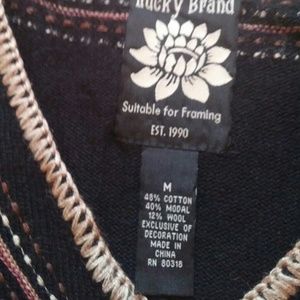 Lucky Brand
Suitable for Framing
EST. 1990
M
48% COTTON
40% MODAL
12% WOOL
EXCLUSIVE OF
DECORATION
MADE IN
CHINA
RN 80318